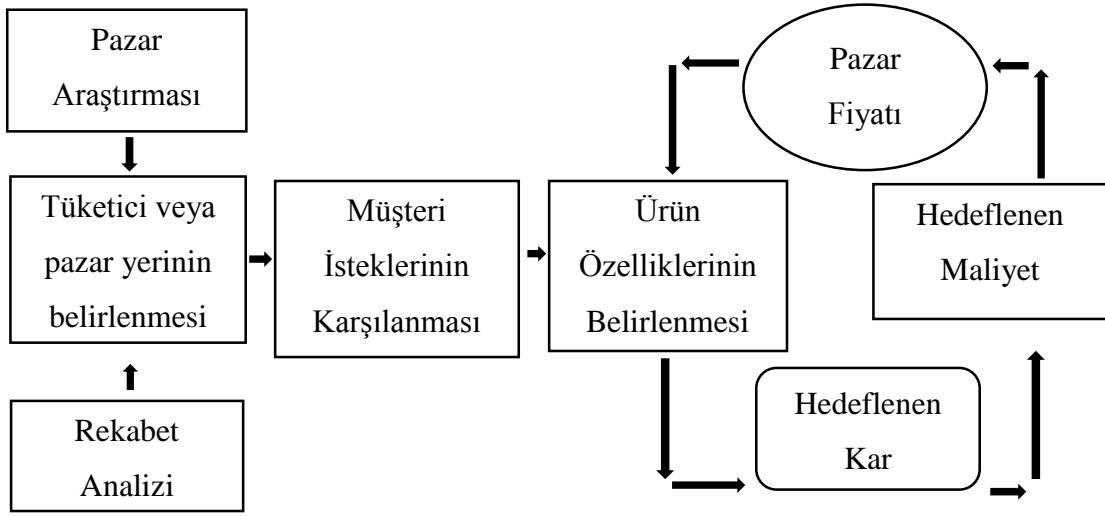 Pazar
Araştırması
Tüketici veya
pazar yerinin
belirlenmesi
Rekabet
Analizi
Müşteri
İsteklerinin
Karşılanması
Ürün
Özelliklerinin
Belirlenmesi
Pazar
Fiyatı
Hedeflenen
Maliyet
Hedeflenen
Kar